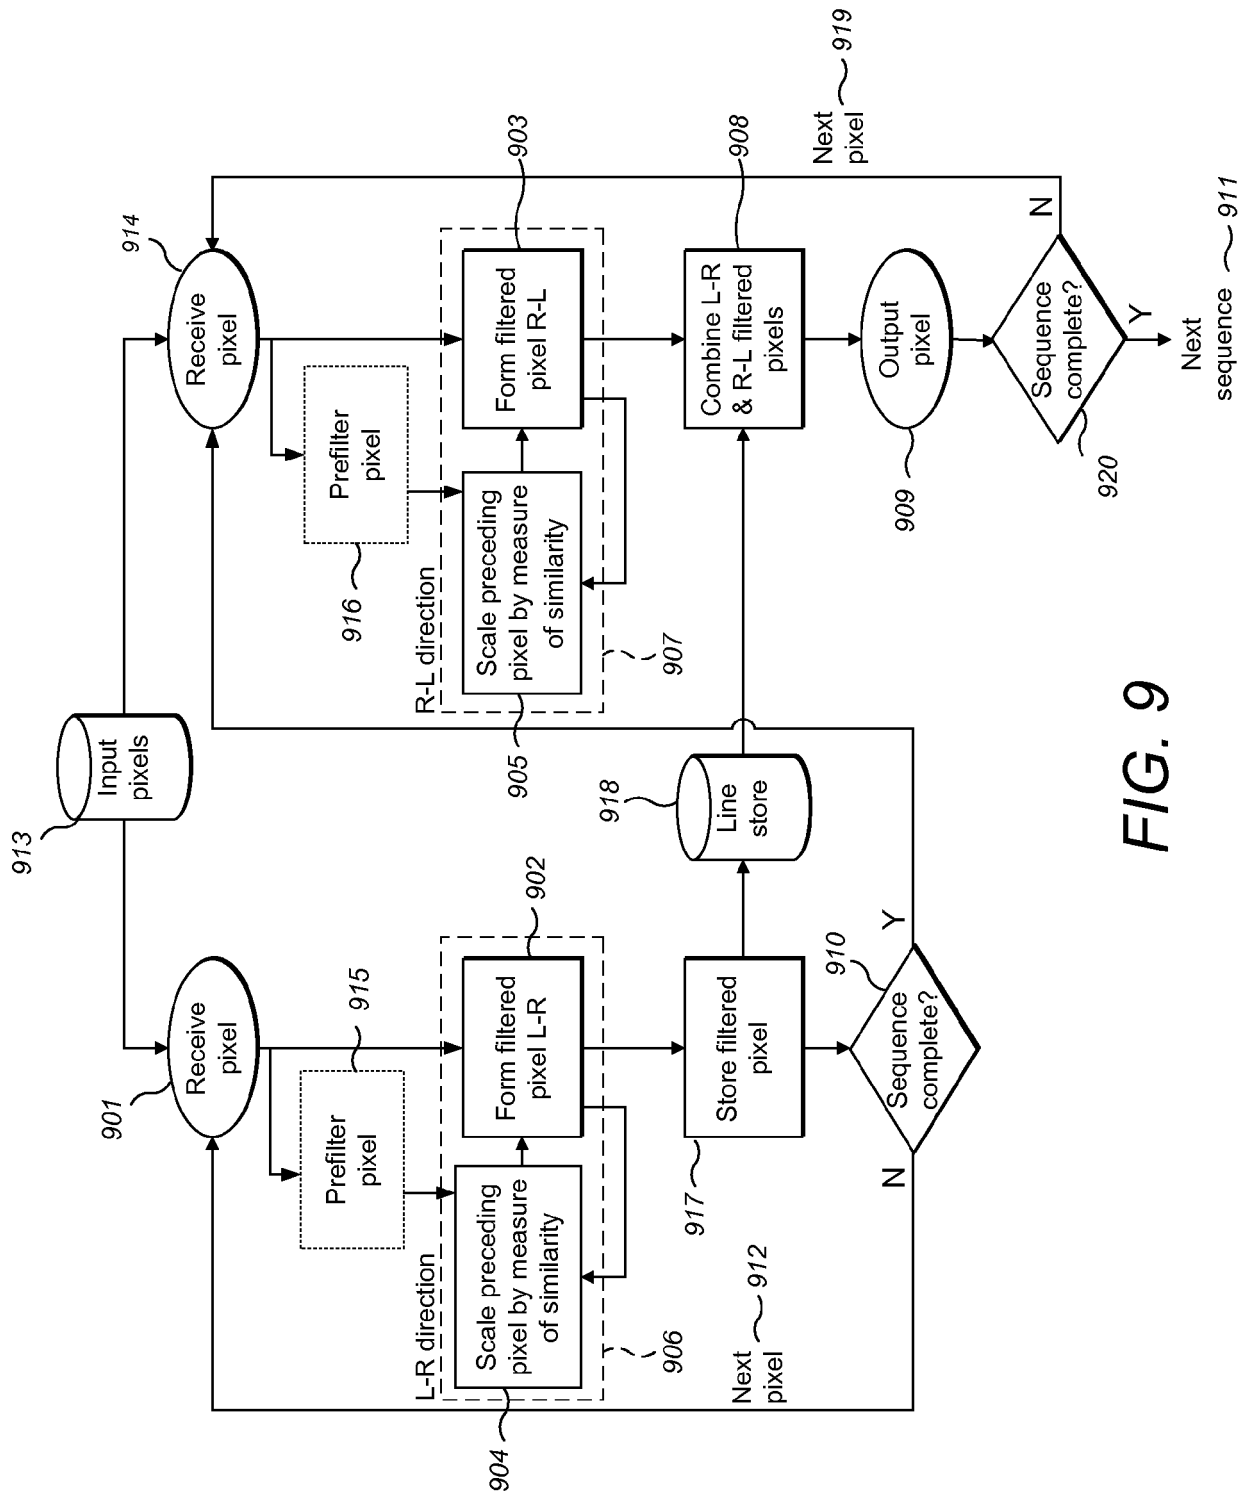 913
Input
pixels
901
Receive
pixel
915
Prefilter
pixel
L-R direction
902
Form filtered
pixel L-R
904
Scale preceding
pixel by measure
of similarity
906
917
Store filtered
pixel
918
Line
store
910
Sequence
complete?
N
Y
Next
pixel
912
914
Receive
pixel
916
Prefilter
pixel
R-L direction
903
Form filtered
pixel R-L
905
Scale preceding
pixel by measure
of similarity
907
908
Combine L-R
& R-L filtered
pixels
909
Output
pixel
920
Sequence
complete?
N
Y
Next
pixel
919
Next
sequence
911
FIG. 9